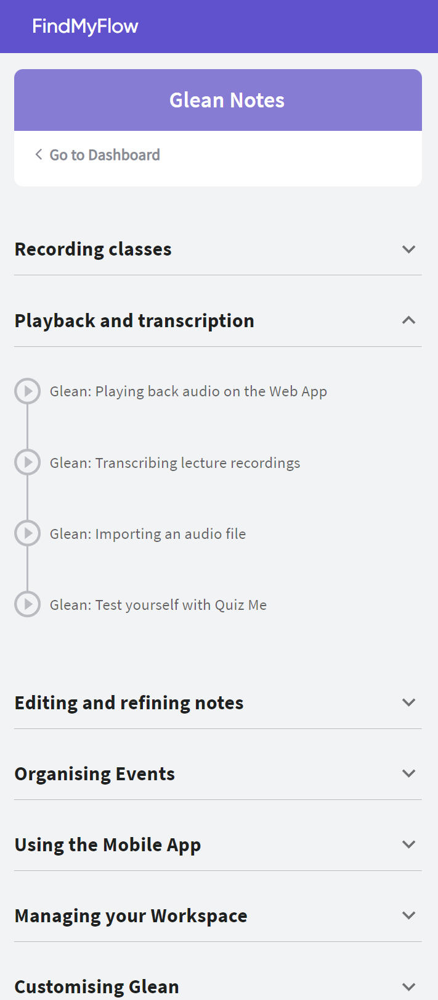 FindMyFlow
Glean Notes
Go to Dashboard
Recording classes
Playback and transcription
Glean: Playing back audio on the Web App
Glean: Transcribing lecture recordings
Glean: Importing an audio file
Glean: Test yourself with Quiz Me
Editing and refining notes
Organising Events
Using the Mobile App
Managing your Workspace
Customising Glean